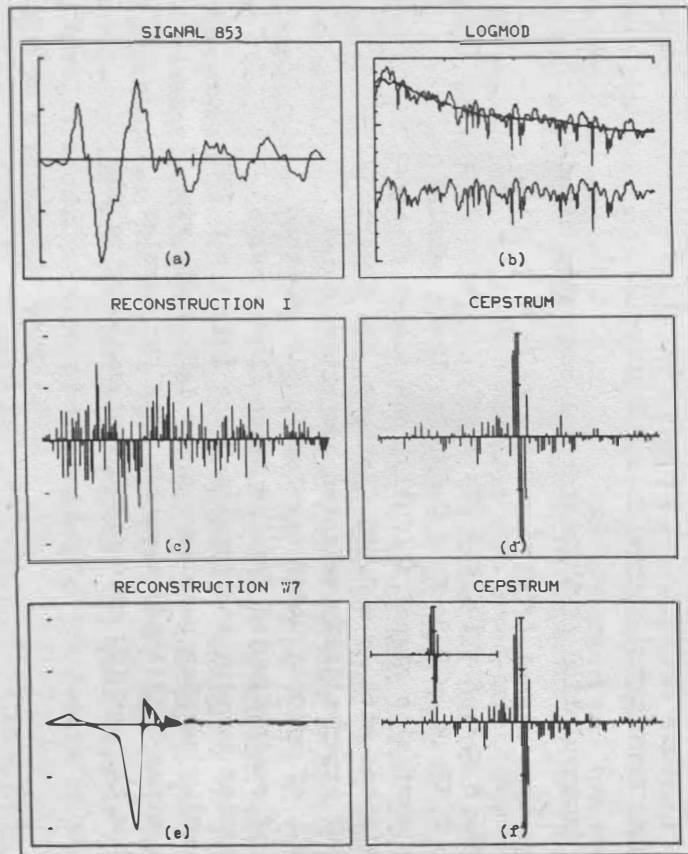 SIGNAL 853
LOGMOD
(a)
(b)
RECONSTRUCTION I
CEPSTRUM
(c)
(d)
RECONSTRUCTION W7
CEPSTRUM
(e)
(f)